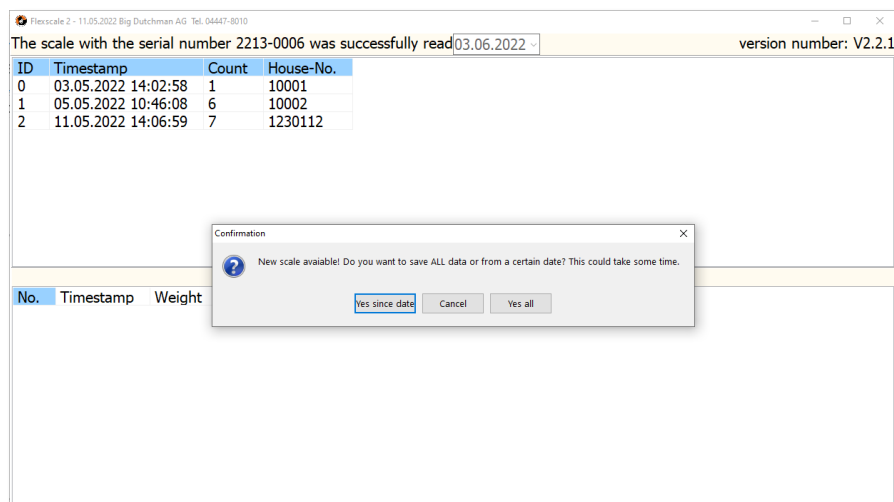 Flexscale 2 - 11.05.2022 Big Dutchman AG Tel. 04447-8010
The scale with the serial number 2213-0006 was successfully read 03.06.2022 version number: V2.2.1
ID Timestamp Count House-No.
0 03.05.2022 14:02:58 1 10001
1 05.05.2022 10:46:08 6 10002
2 11.05.2022 14:06:59 7 1230112
Confirmation
New scale avaiable! Do you want to save ALL data or from a certain date? This could take some time.
Yes since date Cancel Yes all
No. Timestamp Weight